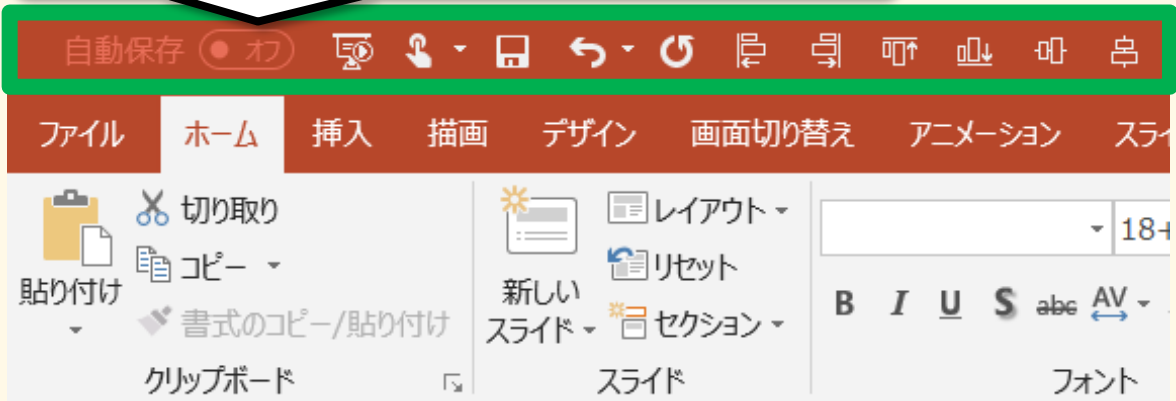 自動保存 オフ
ファイル ホーム 挿入 描画 デザイン 画面切り替え アニメーション スライ
切り取り
コピー
書式のコピー/貼り付け
貼り付け
クリップボード
新しい
スライド
レイアウト
リセット
セクション
スライド
18+
B I U S abc AV
フォント